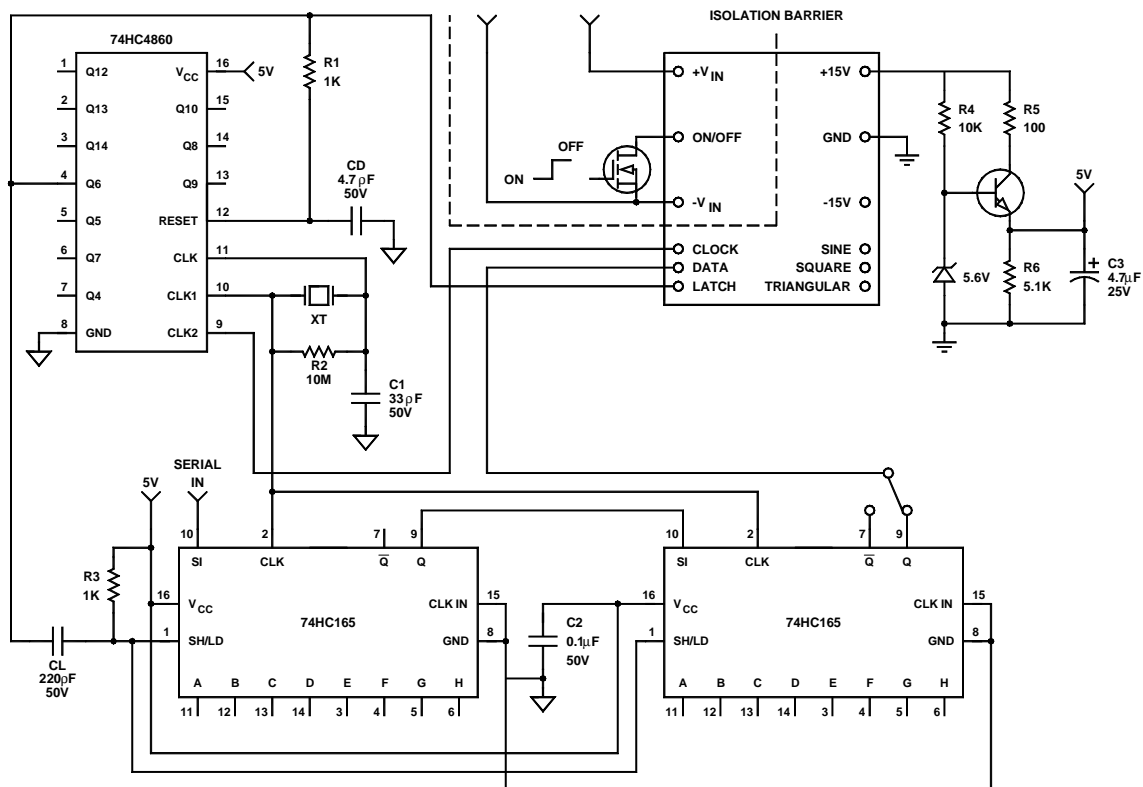 ISOLATION BARRIER
74HC4860
1 Q12
2 Q13
3 Q14
4 Q6
5 Q5
6 Q7
7 Q4
8 GND
VCC 16
5V
Q10 15
Q8 14
Q9 13
RESET 12
CLK 11
CLK1 10
CLK2 9
R1
1K
CD
4.7ρF
50V
XT
R2
10M
C1
33ρF
50V
OFF
ON
+VIN
ON/OFF
-VIN
CLOCK
DATA
LATCH
+15V
GND
-15V
SINE
SQUARE
TRIANGULAR
R4
10K
R5
100
5V
5.6V
R6
5.1K
+
C3
4.7μF
25V
SERIAL
IN
5V
R3
1K
CL
220ρF
50V
10 2 7 9
SI CLK Q̅ Q
16 VCC
1 SH/LD
74HC165
CLK IN 15
GND 8
A B C D E F G H
11 12 13 14 3 4 5 6
C2
0.1μF
50V
10 2 7 9
SI CLK Q̅ Q
16 VCC
1 SH/LD
74HC165
CLK IN 15
GND 8
A B C D E F G H
11 12 13 14 3 4 5 6